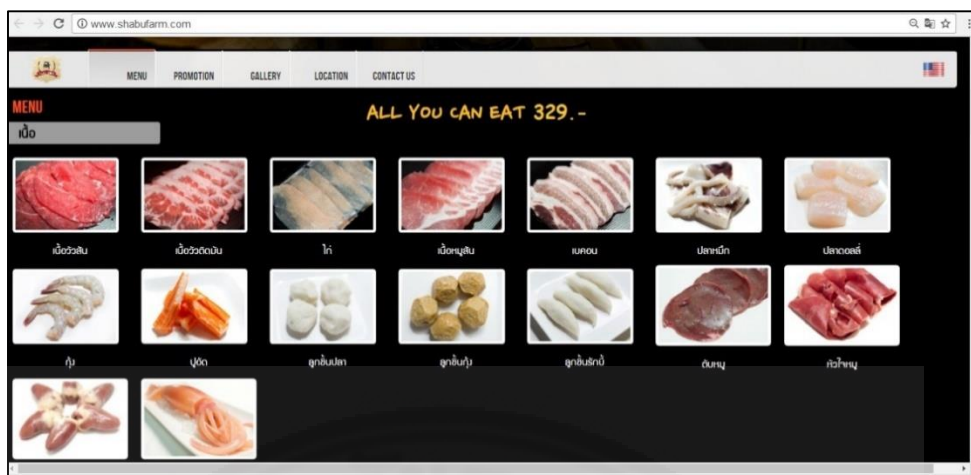 www.shabufarm.com
MENU PROMOTION GALLERY LOCATION CONTACT US
MENU
ALL YOU CAN EAT 329.-
เนื้อ
เนื้อวัวสัน เนื้อวัวติดมัน ไก่ เนื้อหมูสัน เบคอน ปลาหมึก ปลาดอลลี่
กุ้ง ปูอัด ลูกชิ้นปลา ลูกชิ้นกุ้ง ลูกชิ้นรักบี้ ตับหมู หัวใจหมู